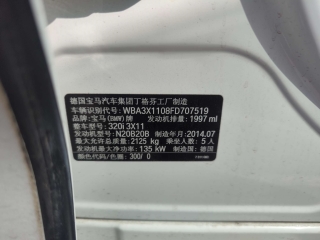 德国宝马汽车集团丁格芬工厂制造
车辆识别代号: WBA3X1108FD707519
品牌: 宝马(BMW) 发动机排量: 1997 ml
整车型号: 320i 3X11
发动机型号: N20B20B 制造年月: 2014.07
最大允许总质量: 2125 kg 乘坐人数: 5 人
发动机最大净功率: 135 kW 制造国: 德国
颜色代码/色调: 300/ 0